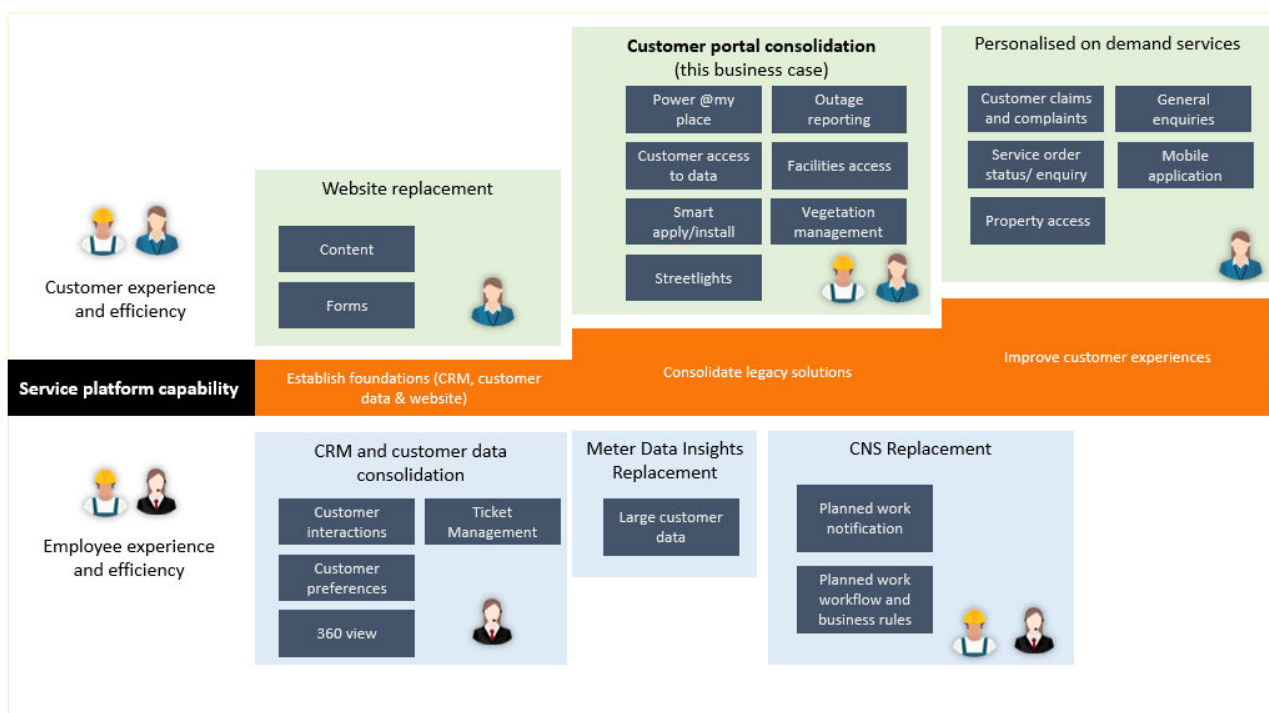 Customer portal consolidation
(this business case)
Power @my
place
Outage
reporting
Customer access
to data
Facilities access
Smart
apply/install
Vegetation
management
Streetlights
Personalised on demand services
Customer claims
and complaints
General
enquiries
Service order
status/ enquiry
Mobile
application
Property access
Website replacement
Content
Forms
Customer experience
and efficiency
Service platform capability
Establish foundations (CRM, customer
data & website)
Consolidate legacy solutions
Improve customer experiences
Employee experience
and efficiency
CRM and customer data
consolidation
Customer
interactions
Ticket
Management
Customer
preferences
360 view
Meter Data Insights
Replacement
Large customer
data
CNS Replacement
Planned work
notification
Planned work
workflow and
business rules